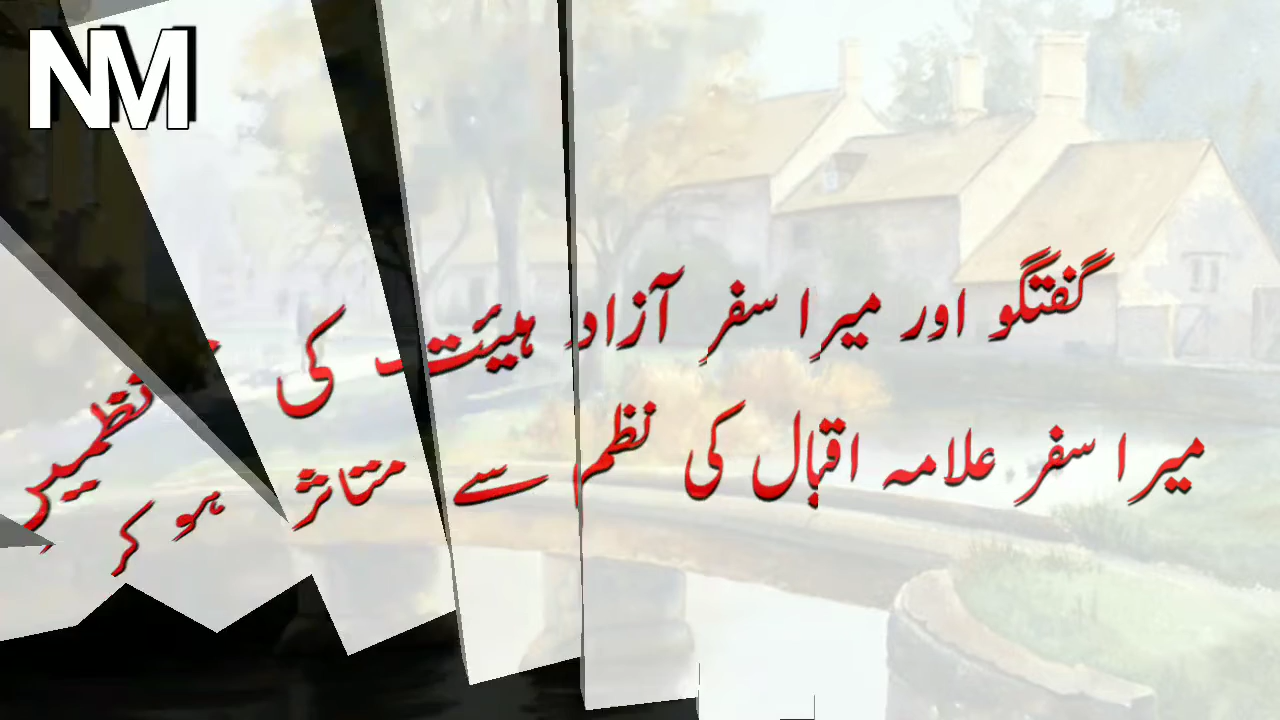 NM
گفتگو اور میرا سفر آزاد ہیئت کی نظمیں
میرا سفر علامہ اقبال کی نظم سے متاثر ہو کر